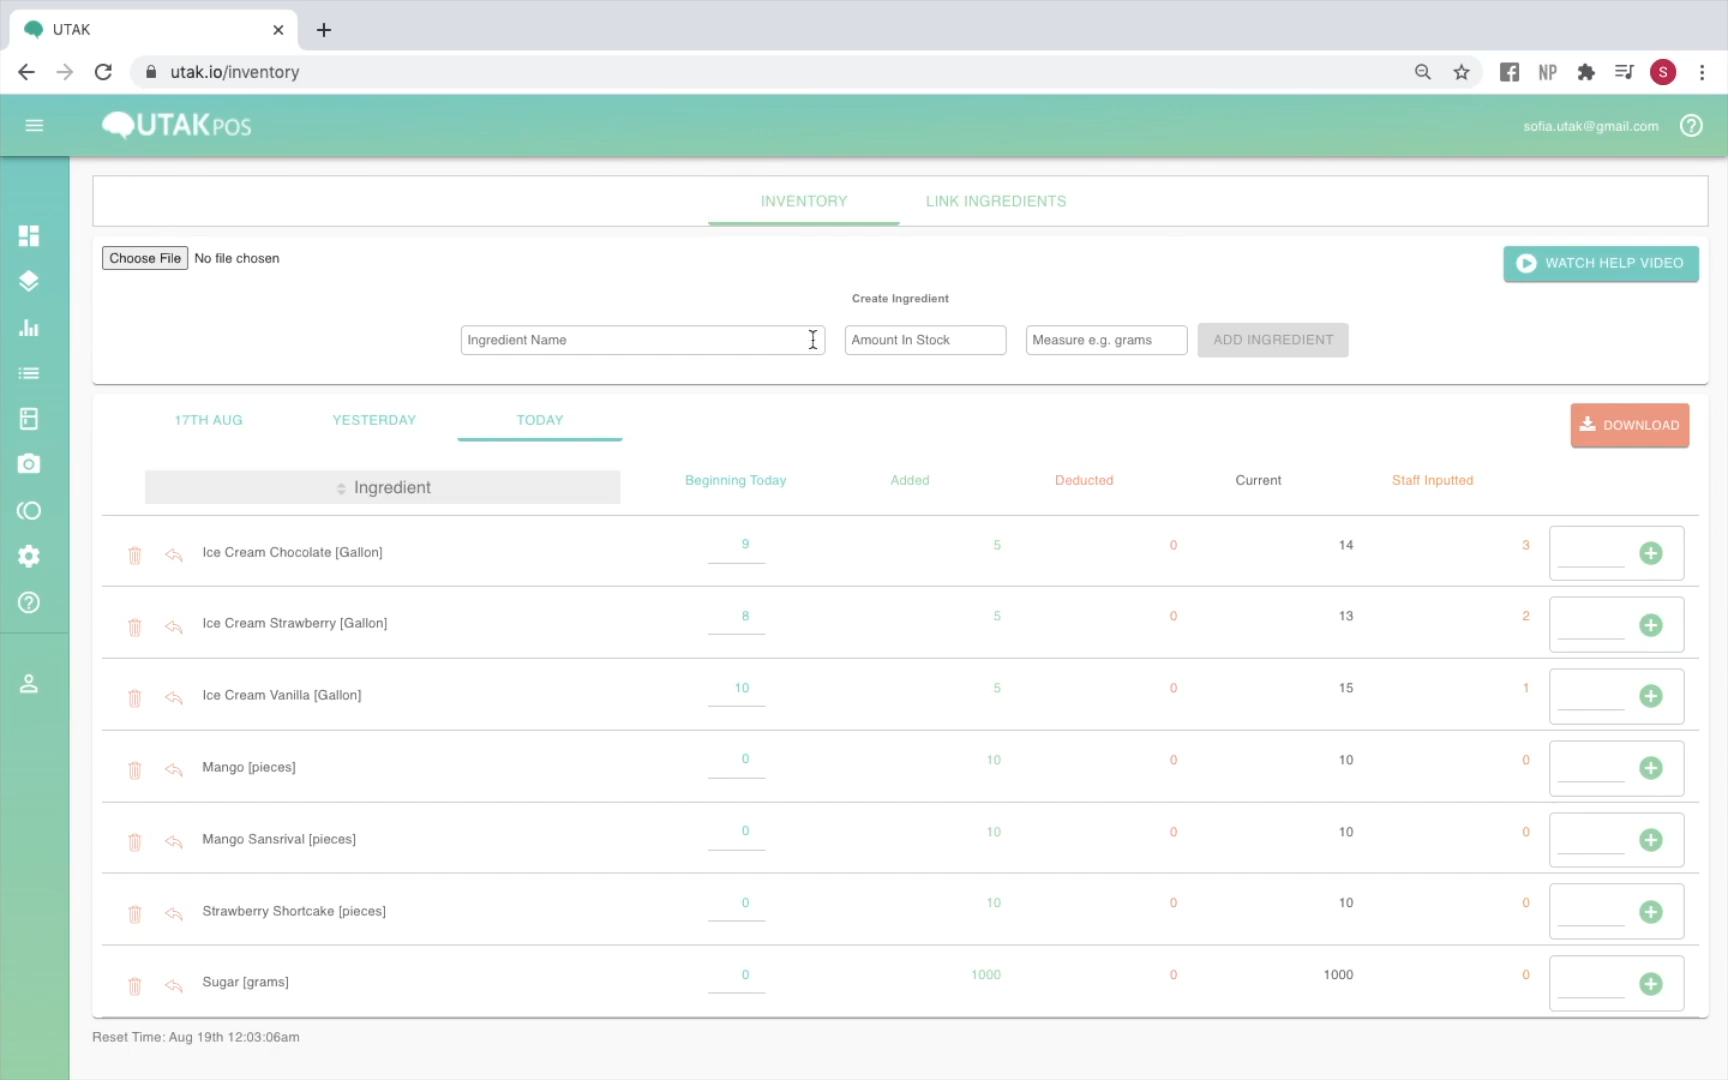 UTAK
utak.io/inventory
NP
S
UTAKPOS
sofia.utak@gmail.com
INVENTORY LINK INGREDIENTS
Choose File No file chosen
WATCH HELP VIDEO
Create Ingredient
Ingredient Name Amount In Stock Measure e.g. grams ADD INGREDIENT
17TH AUG YESTERDAY TODAY
DOWNLOAD
Ingredient Beginning Today Added Deducted Current Staff Inputted
Ice Cream Chocolate [Gallon] 9 5 0 14 3
Ice Cream Strawberry [Gallon] 8 5 0 13 2
Ice Cream Vanilla [Gallon] 10 5 0 15 1
Mango [pieces] 0 10 0 10 0
Mango Sansrival [pieces] 0 10 0 10 0
Strawberry Shortcake [pieces] 0 10 0 10 0
Sugar [grams] 0 1000 0 1000 0
Reset Time: Aug 19th 12:03:06am